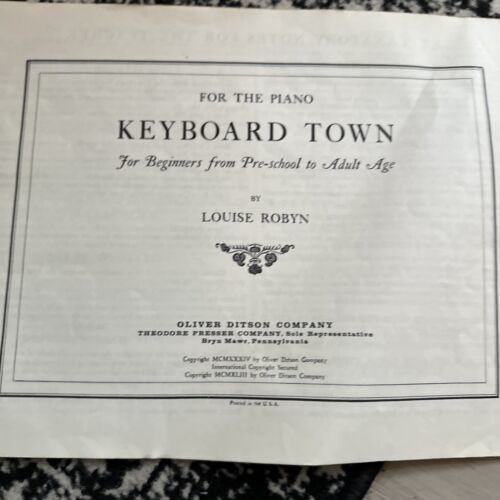 FOR THE PIANO
KEYBOARD TOWN
For Beginners from Pre-school to Adult Age
BY
LOUISE ROBYN
OLIVER DITSON COMPANY
THEODORE PRESSER COMPANY, Sole Representative
Bryn Mawr, Pennsylvania
Copyright MCMXXXIV by Oliver Ditson Company
International Copyright Secured
Copyright MCMXLIII by Oliver Ditson Company
Printed in the U.S.A.